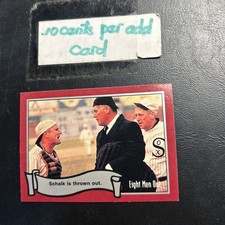 .10 cents per add
card
Schalk is thrown out.
Eight Men Out